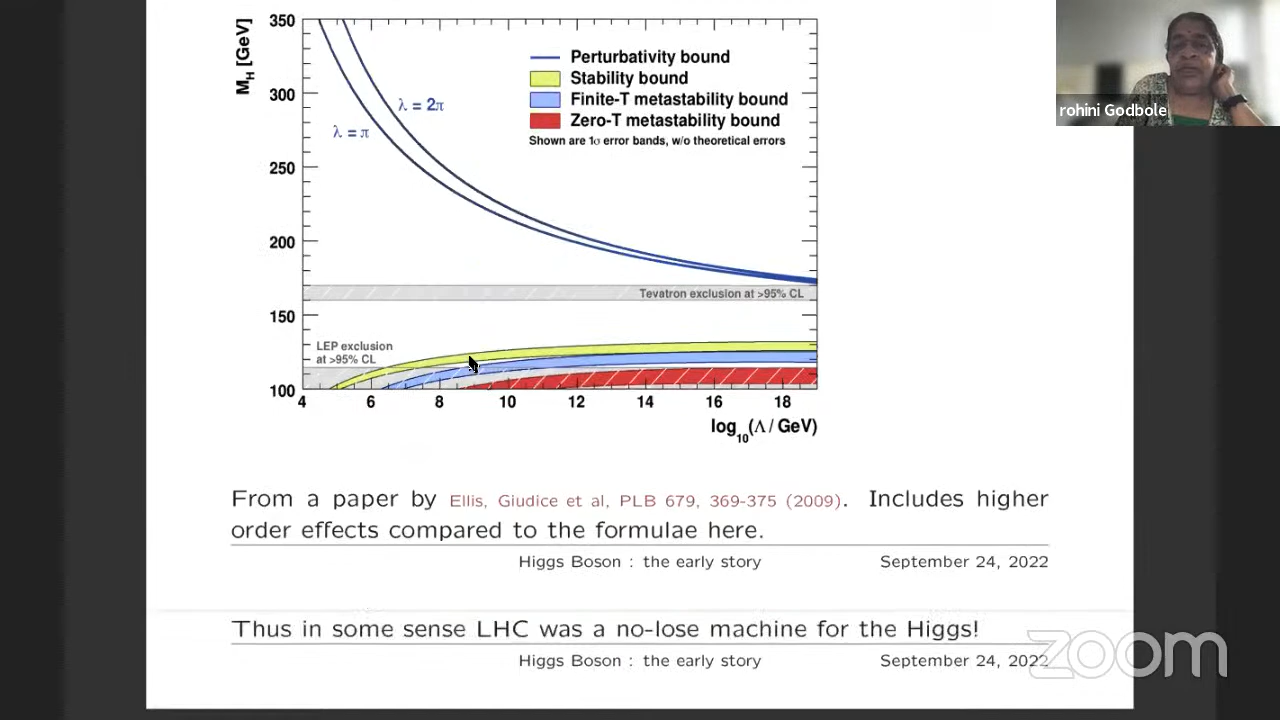 350
M_H [GeV]
Perturbativity bound
Stability bound
Finite-T metastability bound
Zero-T metastability bound
Shown are 1σ error bands, w/o theoretical errors
rohini Godbole
300
λ = 2π
λ = π
250
200
Tevatron exclusion at >95% CL
150
LEP exclusion
at >95% CL
100
4 6 8 10 12 14 16 18
log₁₀(Λ / GeV)
From a paper by Ellis, Giudice et al, PLB 679, 369-375 (2009). Includes higher
order effects compared to the formulae here.
Higgs Boson : the early story September 24, 2022
Thus in some sense LHC was a no-lose machine for the Higgs!
Higgs Boson : the early story September 24, 2022
zoom